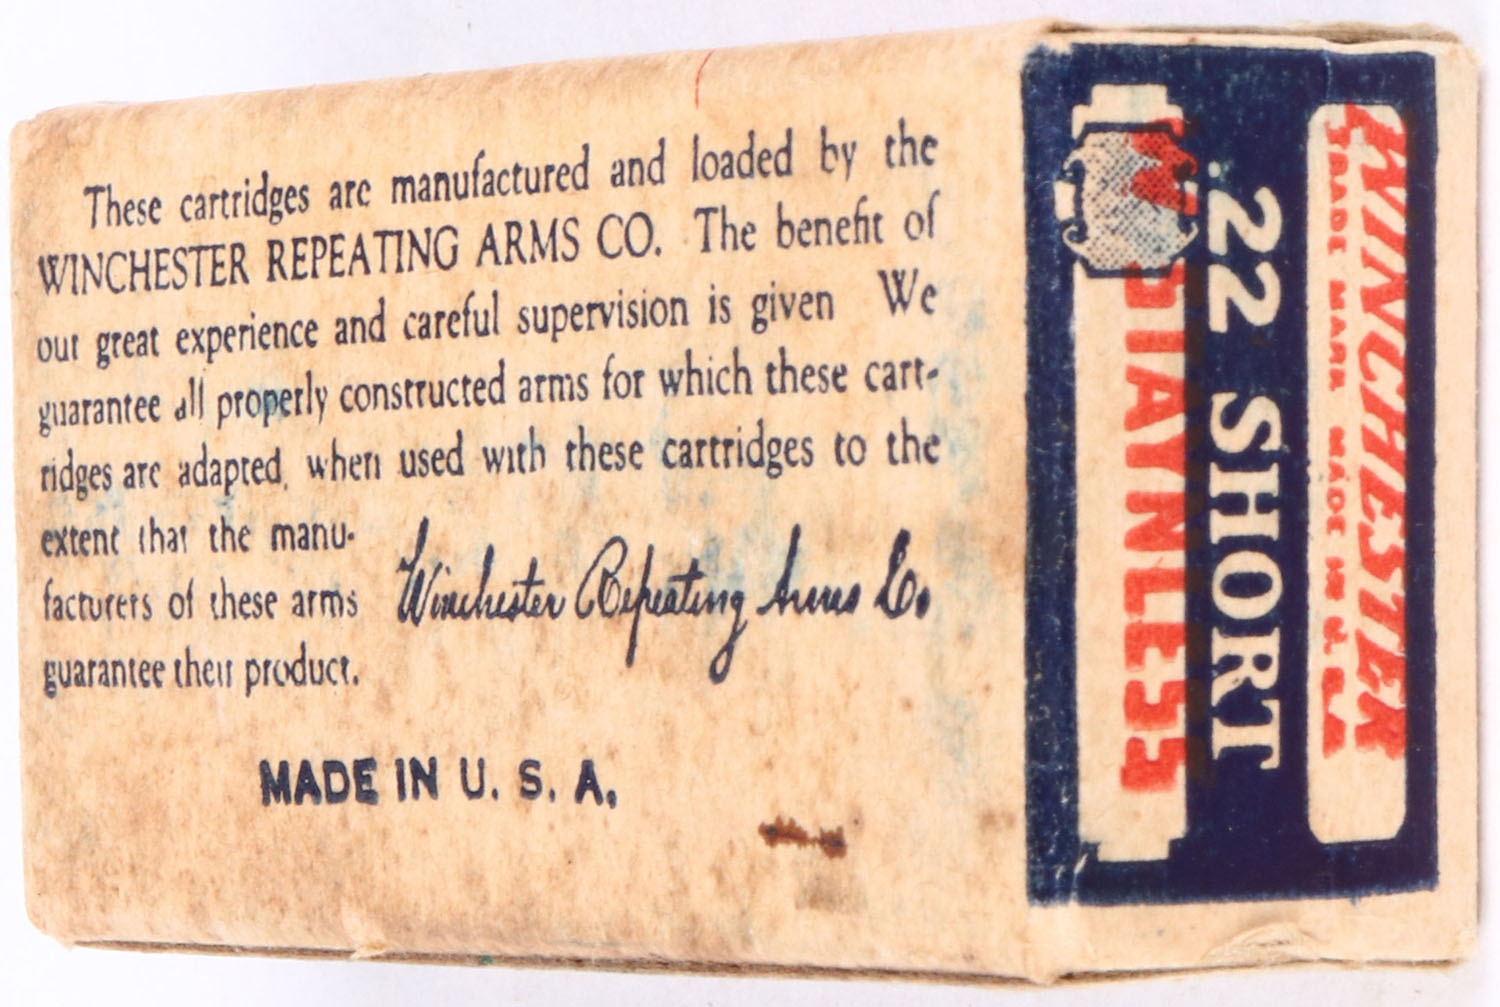 These cartridges are manufactured and loaded by the
WINCHESTER REPEATING ARMS CO. The benefit of
our great experience and careful supervision is given We
guarantee all properly constructed arms for which these cart-
ridges are adapted, when used with these cartridges to the
extent that the manu-
facturers of these arms
guarantee their product.
Winchester Repeating Arms Co.
MADE IN U. S. A.
WINCHESTER
TRADE MARK MADE IN U.S.A.
.22 SHORT
W STAYNLESS